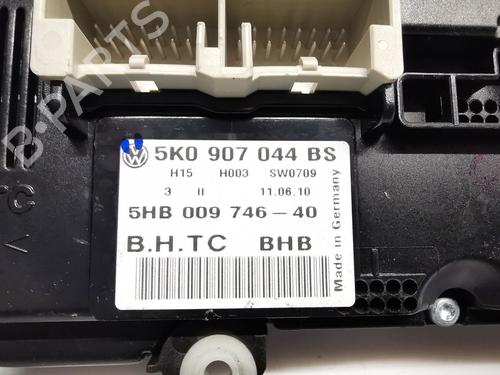 B-PARTS
5K0 907 044 BS
H15 H003 SW0709
3 II 11.06.10
5HB 009 746-40
B.H.TC BHB
Made in Germany